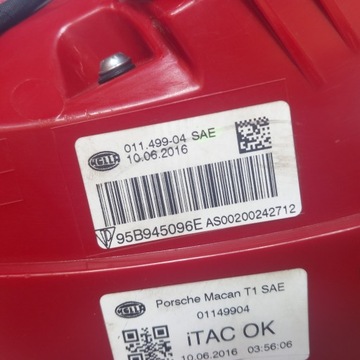 HELLA
011.499-04 SAE
10.06.2016
95B945096E AS00200242712
HELLA
Porsche Macan T1 SAE
01149904
iTAC OK
10.06.2016 03:56:06